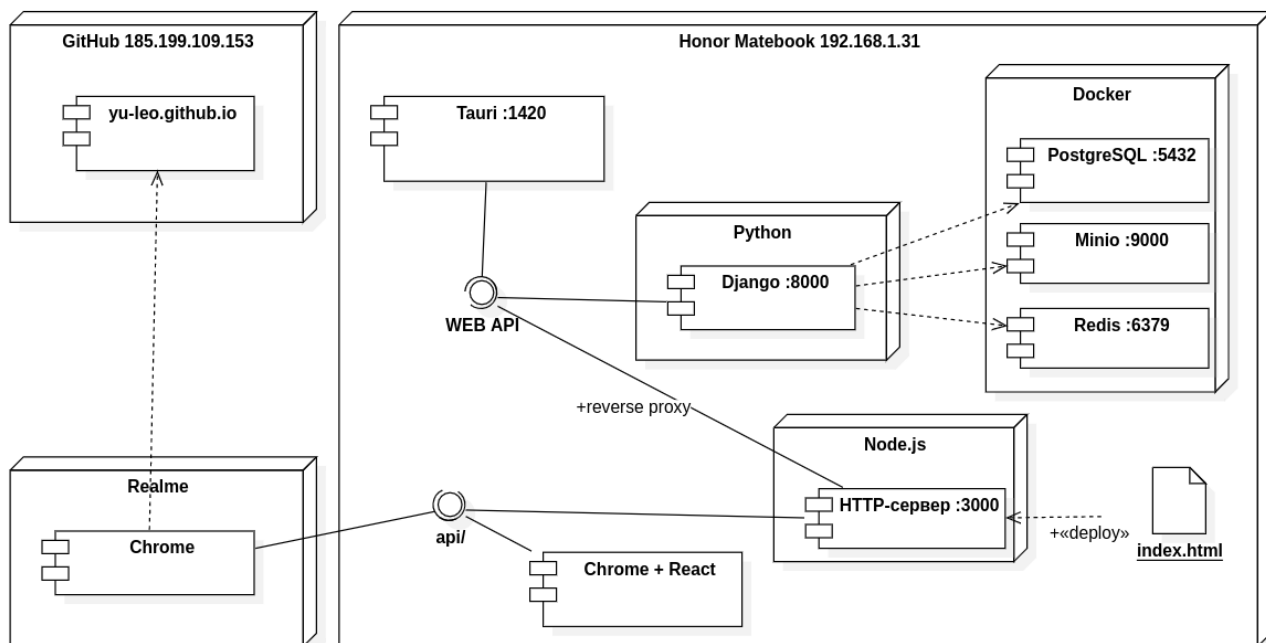 GitHub 185.199.109.153
yu-leo.github.io
Realme
Chrome
Honor Matebook 192.168.1.31
Tauri :1420
WEB API
Python
Django :8000
Docker
PostgreSQL :5432
Minio :9000
Redis :6379
+reverse proxy
Node.js
HTTP-сервер :3000
api/
Chrome + React
+«deploy»
index.html